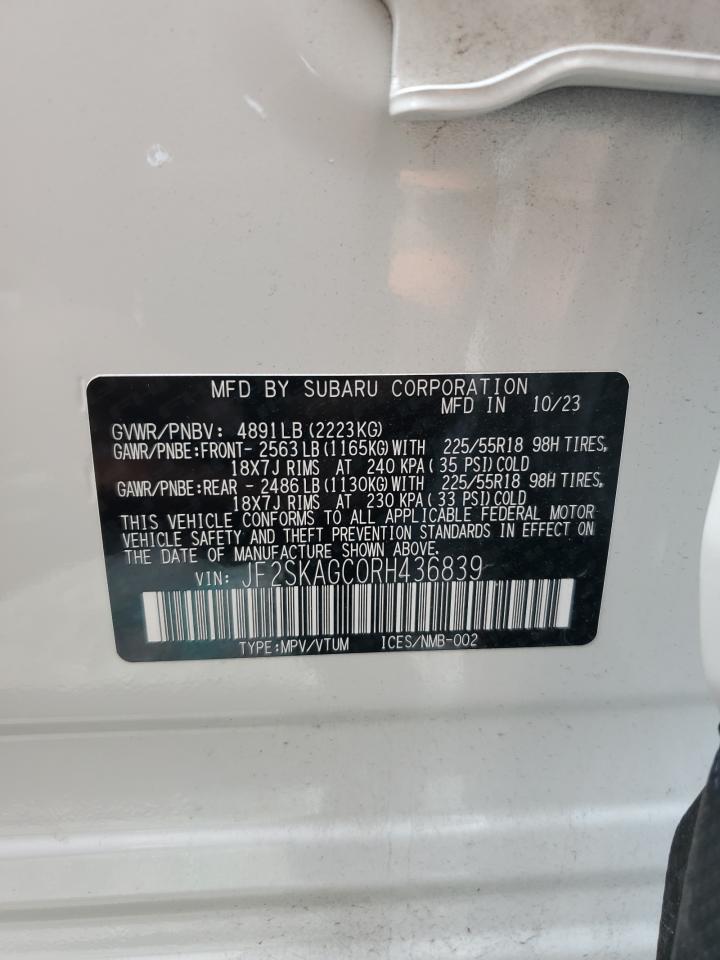 MFD BY SUBARU CORPORATION
MFD IN 10/23
GVWR/PNBV: 4891LB (2223KG)
GAWR/PNBE:FRONT- 2563LB (1165KG) WITH 225/55R18 98H TIRES,
18X7J RIMS AT 240 KPA ( 35 PSI) COLD
GAWR/PNBE:REAR - 2486LB (1130KG) WITH 225/55R18 98H TIRES,
18X7J RIMS AT 230 KPA ( 33 PSI) COLD
THIS VEHICLE CONFORMS TO ALL APPLICABLE FEDERAL MOTOR
VEHICLE SAFETY AND THEFT PREVENTION STANDARDS IN EFFECT ON
THE DATE OF MANUFACTURE SHOWN ABOVE.
VIN: JF2SKAGC0RH436839
TYPE:MPV/VTUM ICES/NMB-002